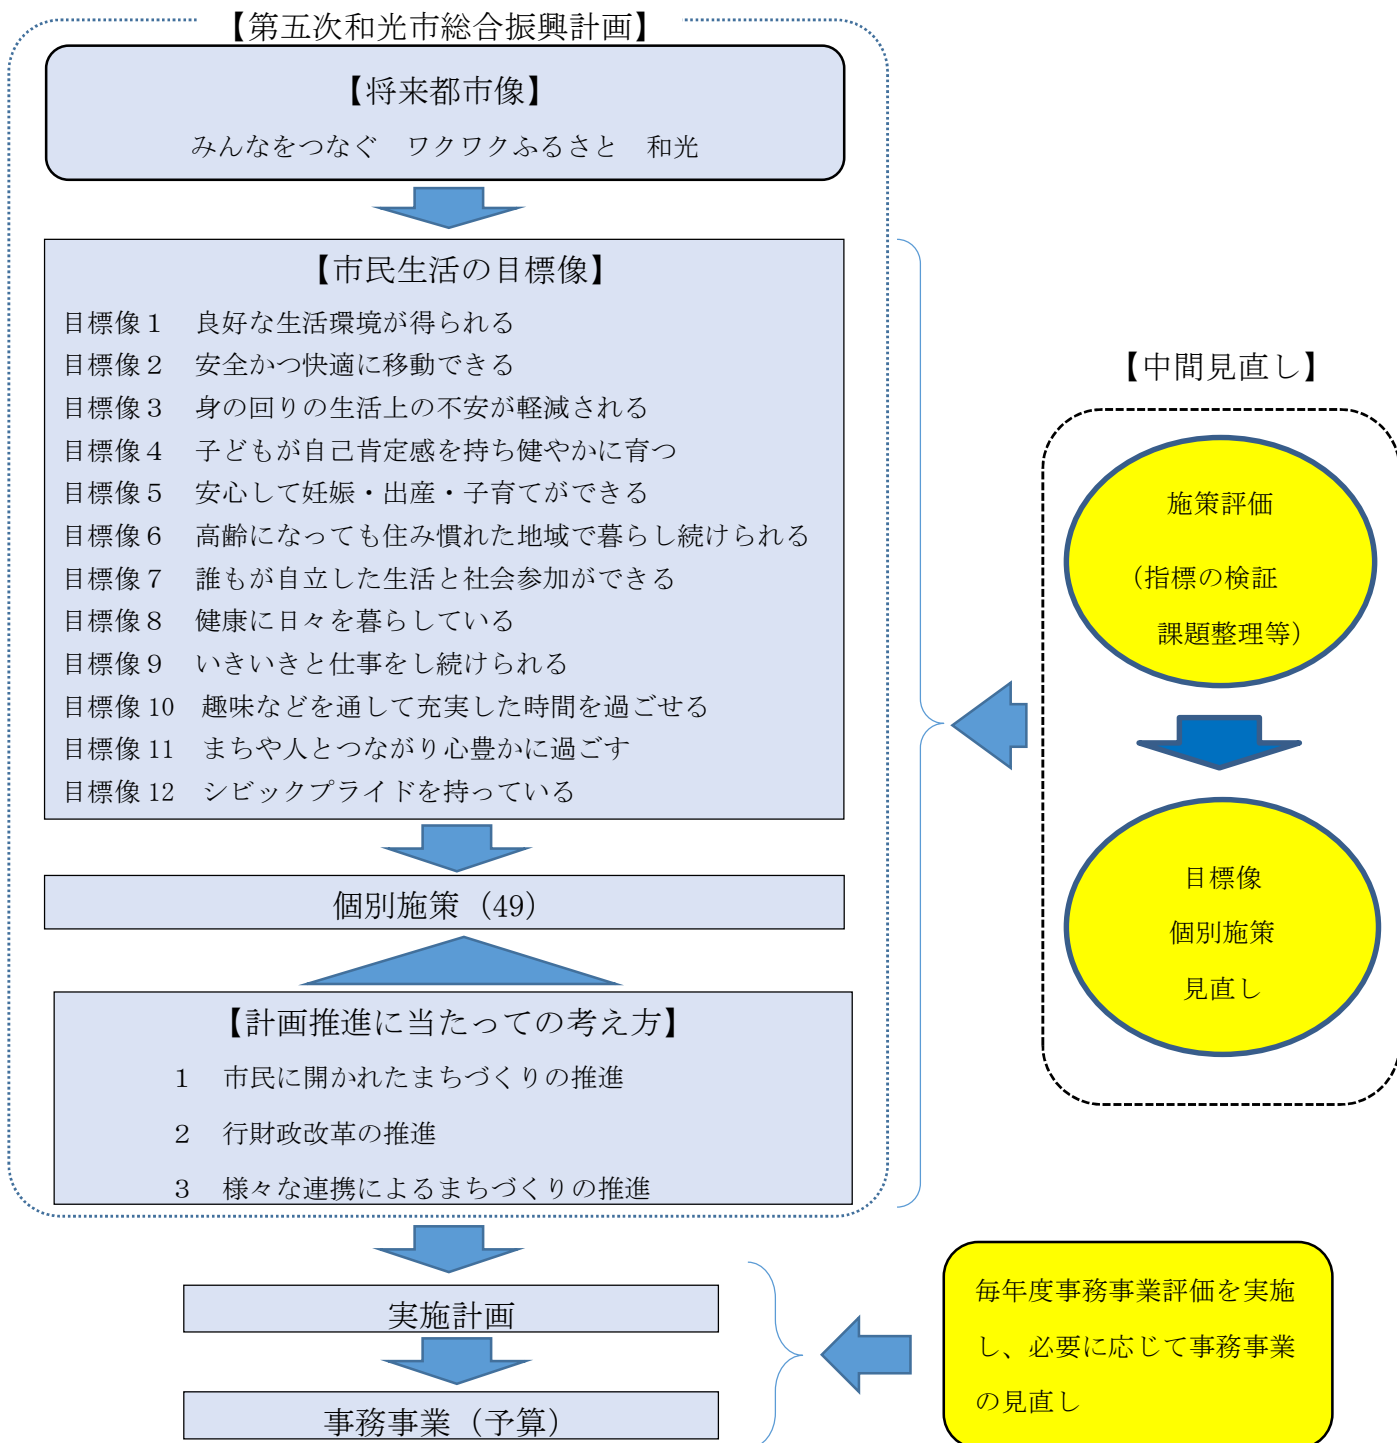 【第五次和光市総合振興計画】
【将来都市像】
みんなをつなぐ　ワクワクふるさと　和光
【市民生活の目標像】
目標像１　良好な生活環境が得られる
目標像２　安全かつ快適に移動できる
目標像３　身の回りの生活上の不安が軽減される
目標像４　子どもが自己肯定感を持ち健やかに育つ
目標像５　安心して妊娠・出産・子育てができる
目標像６　高齢になっても住み慣れた地域で暮らし続けられる
目標像７　誰もが自立した生活と社会参加ができる
目標像８　健康に日々を暮らしている
目標像９　いきいきと仕事をし続けられる
目標像 10　趣味などを通して充実した時間を過ごせる
目標像 11　まちや人とつながり心豊かに過ごす
目標像 12　シビックプライドを持っている
個別施策（49）
【計画推進に当たっての考え方】
１　市民に開かれたまちづくりの推進
２　行財政改革の推進
３　様々な連携によるまちづくりの推進
実施計画
事務事業（予算）
【中間見直し】
施策評価
（指標の検証
課題整理等）
目標像
個別施策
見直し
毎年度事務事業評価を実施
し、必要に応じて事務事業
の見直し